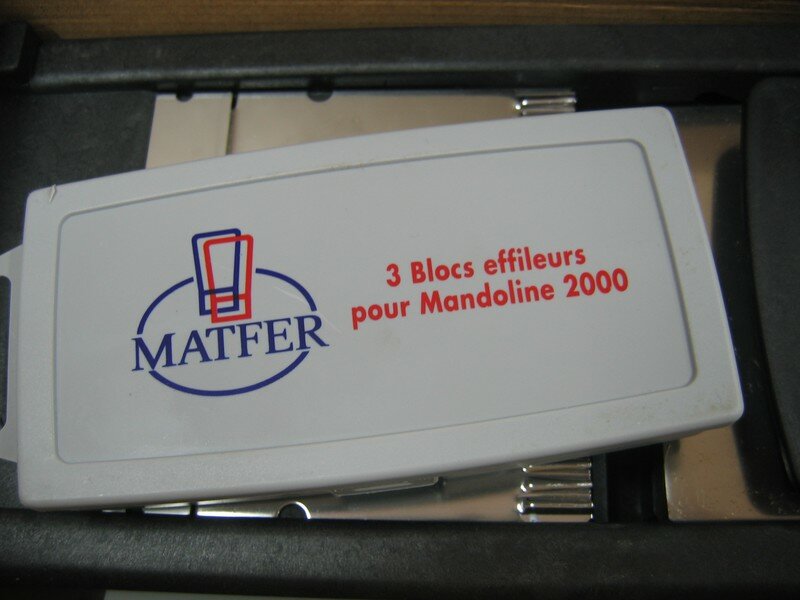 MATFER
3 Blocs effileurs
pour Mandoline 2000